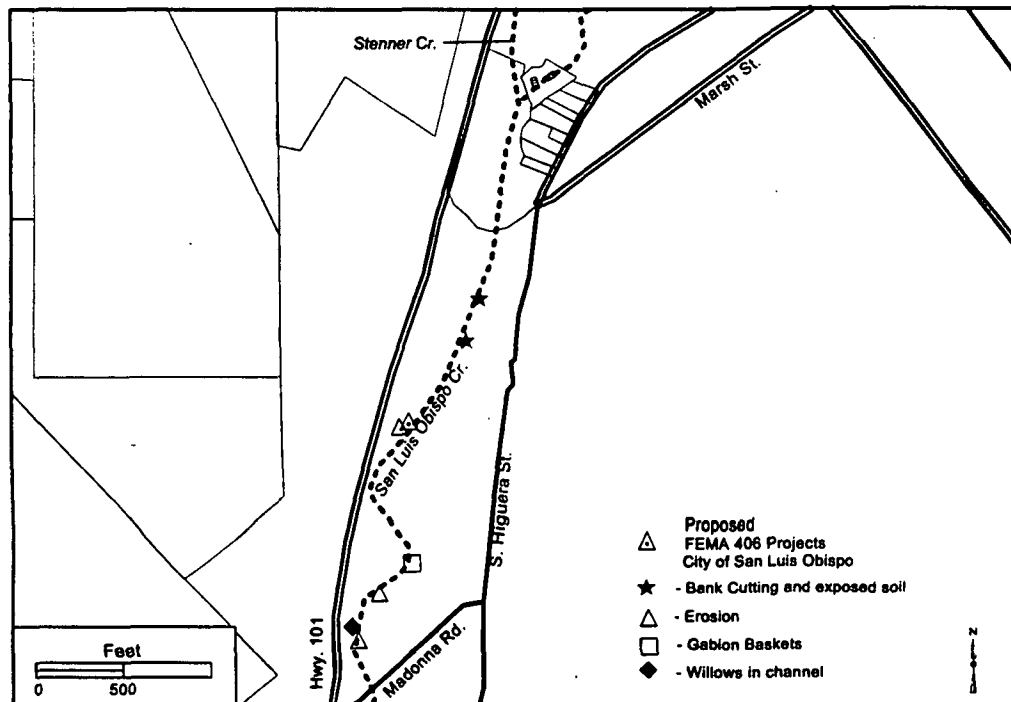 Stenner Cr.
Marsh St.
San Luis Obispo Cr.
S. Higuera St.
Hwy. 101
Madonna Rd.
Proposed
FEMA 406 Projects
City of San Luis Obispo
- Bank Cutting and exposed soil
- Erosion
- Gabion Baskets
- Willows in channel
Feet
0 500
N